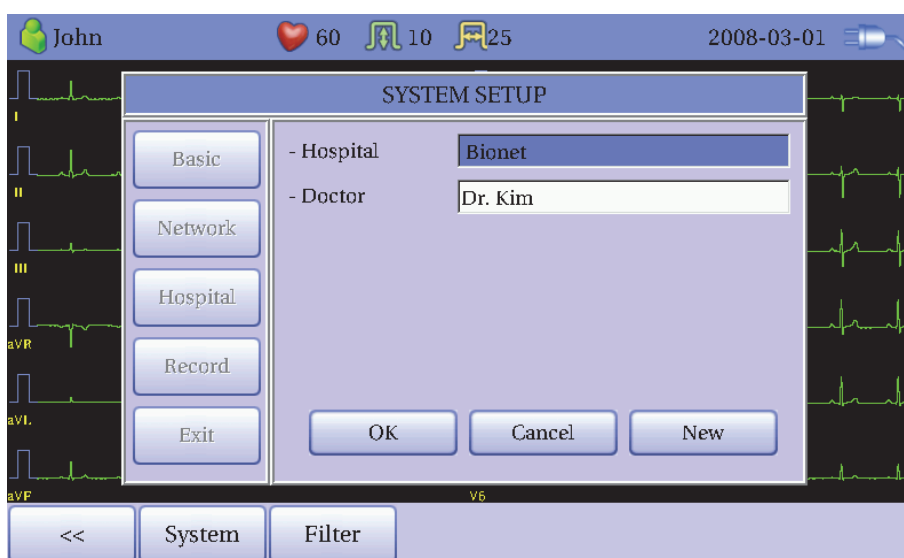 John 60 10 25 2008-03-01
SYSTEM SETUP
I
II
III
aVR
aVL
aVF
Basic
Network
Hospital
Record
Exit
- Hospital Bionet
- Doctor Dr. Kim
OK Cancel New
V6
<< System Filter